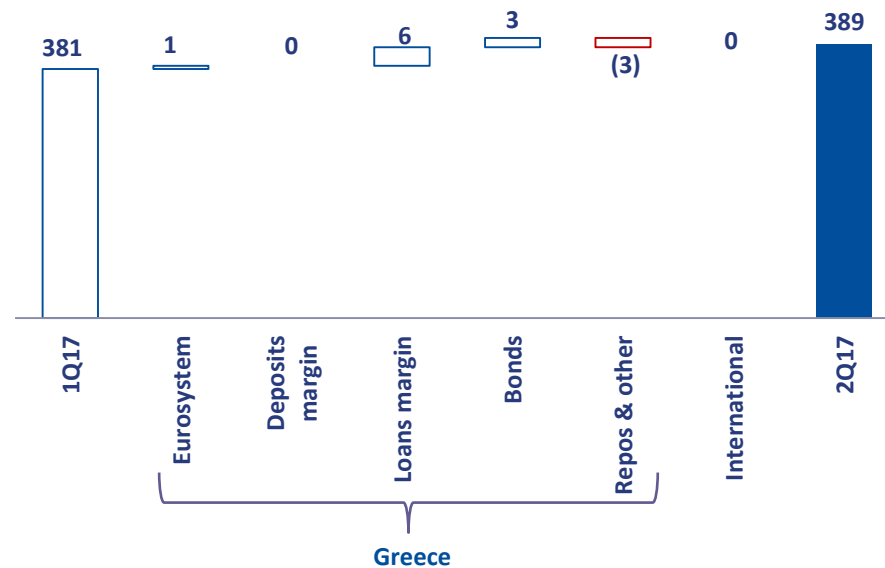 381
1
0
6
3
(3)
0
389
1Q17
Eurosystem
Deposits
margin
Loans margin
Bonds
Repos & other
International
2Q17
Greece